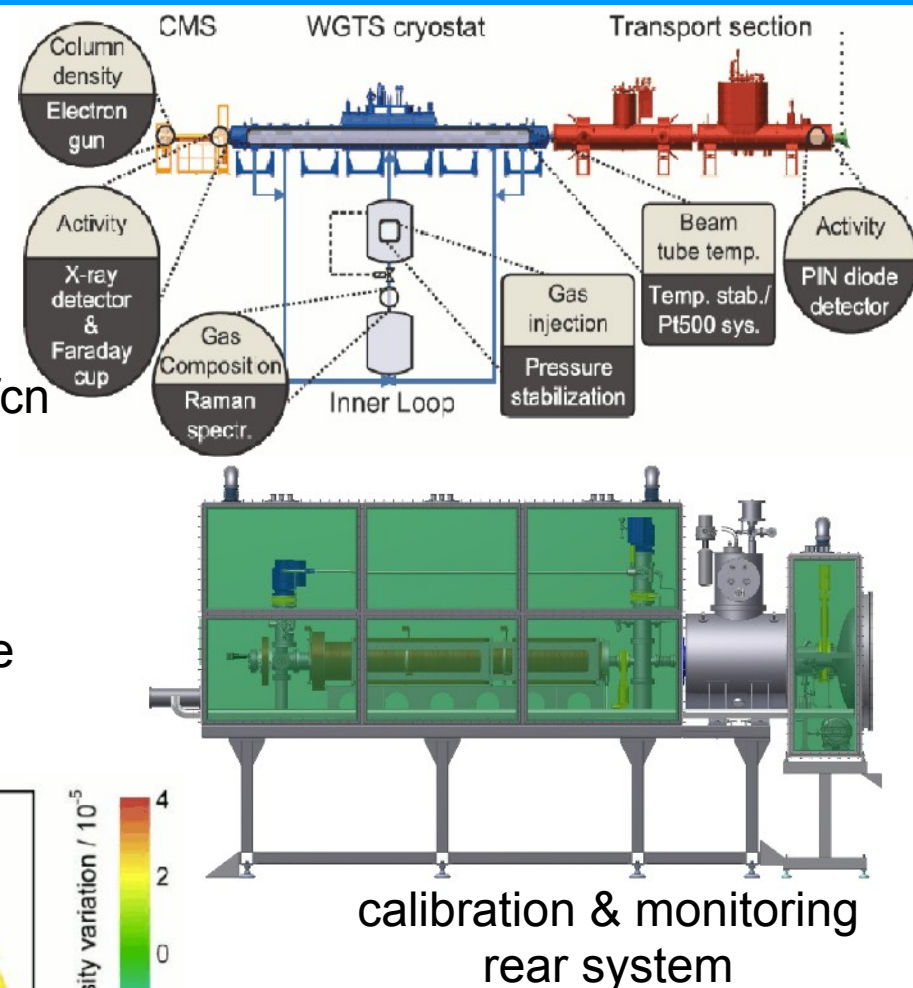 CMS WGTS cryostat Transport section
Column
density
Electron
gun
Activity
X-ray
detector
&
Faraday
cup
Gas
Composition
Raman
spectr.
Inner Loop
Gas
injection
Pressure
stabilization
Beam
tube temp.
Temp. stab./
Pt500 sys.
Activity
PIN diode
detector
/cn
e
sity variation / 10⁻⁵
4
2
0
calibration & monitoring
rear system